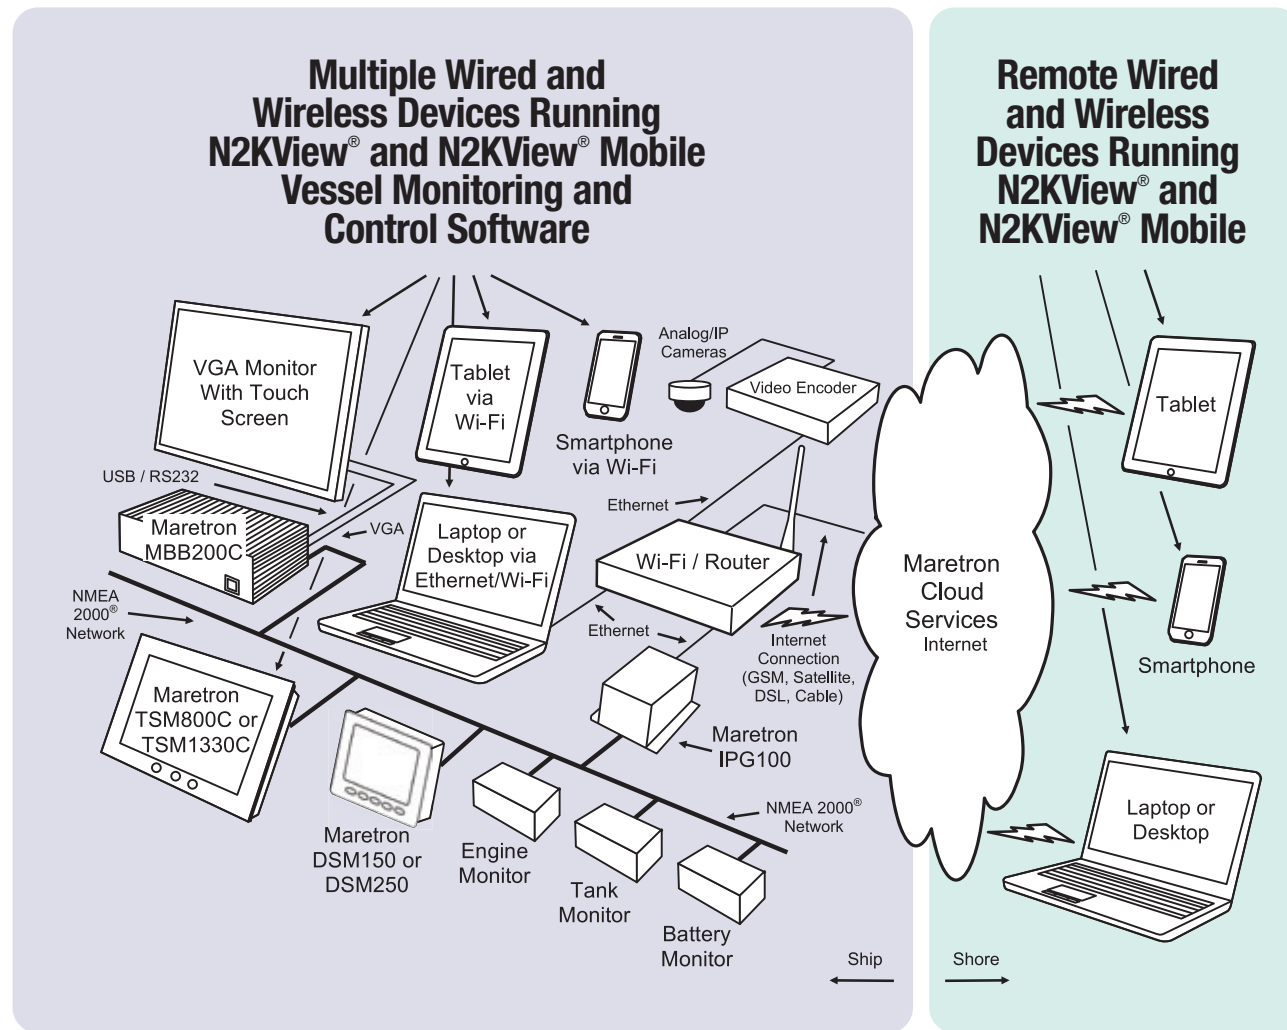 Multiple Wired and
Wireless Devices Running
N2KView® and N2KView® Mobile
Vessel Monitoring and
Control Software
Remote Wired
and Wireless
Devices Running
N2KView® and
N2KView® Mobile
VGA Monitor
With Touch
Screen
Tablet
via
Wi-Fi
Smartphone
via Wi-Fi
Analog/IP
Cameras
Video Encoder
USB / RS232
Maretron
MBB200C
VGA
Laptop or
Desktop via
Ethernet/Wi-Fi
Ethernet
Wi-Fi / Router
NMEA
2000®
Network
Ethernet
Internet
Connection
(GSM, Satellite,
DSL, Cable)
Maretron
Cloud
Services
Internet
Tablet
Smartphone
Laptop or
Desktop
Maretron
TSM800C or
TSM1330C
Maretron
IPG100
Maretron
DSM150 or
DSM250
Engine
Monitor
Tank
Monitor
Battery
Monitor
NMEA 2000®
Network
Ship
Shore